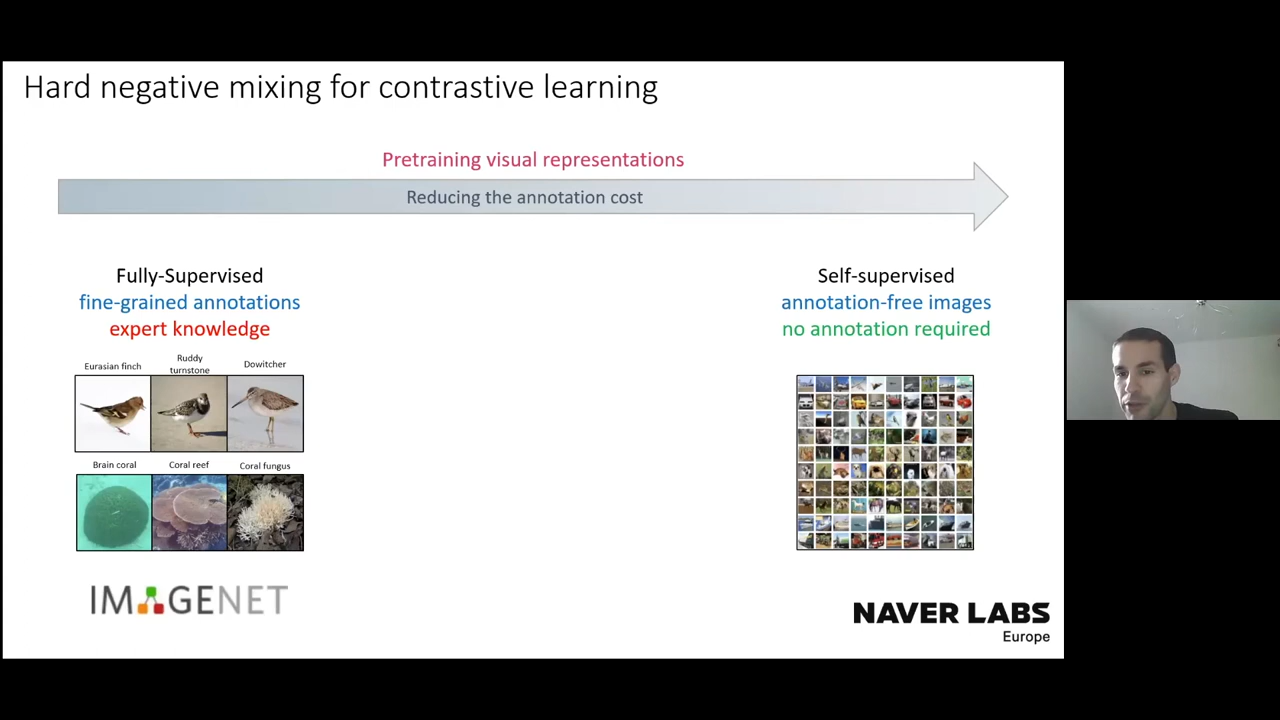 Hard negative mixing for contrastive learning
Pretraining visual representations
Reducing the annotation cost
Fully-Supervised
fine-grained annotations
expert knowledge
Eurasian finch
Ruddy
turnstone
Dowitcher
Brain coral
Coral reef
Coral fungus
IMAGENET
Self-supervised
annotation-free images
no annotation required
NAVER LABS
Europe